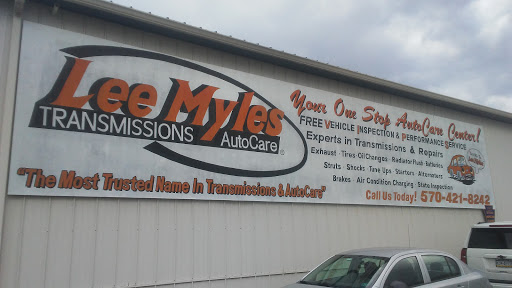 Lee Myles
TRANSMISSIONS AutoCare
"The Most Trusted Name In Transmissions & AutoCare"
Your One Stop AutoCare Center!
FREE VEHICLE INSPECTION & PERFORMANCE SERVICE
Experts in Transmissions & Repairs
Exhaust · Tires · Oil Changes · Radiator Flush · Batteries
Struts · Shocks · Tune Ups · Starters · Alternators
Brakes · Air Condition Charging · State Inspection
Call Us Today! 570-421-8242